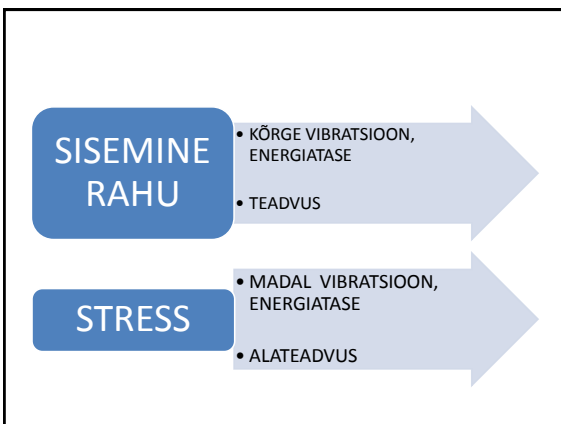 SISEMINE
RAHU
• KÕRGE VIBRATSIOON,
ENERGIATASE
• TEADVUS
STRESS
• MADAL VIBRATSIOON,
ENERGIATASE
• ALATEADVUS